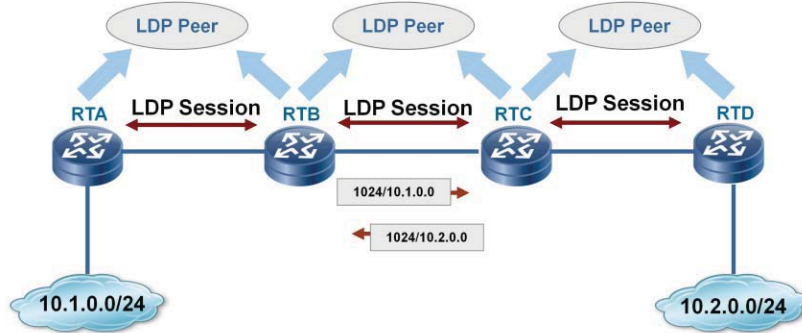 LDP Peer
LDP Peer
LDP Peer
RTA
LDP Session
RTB
LDP Session
RTC
LDP Session
RTD
1024/10.1.0.0
1024/10.2.0.0
10.1.0.0/24
10.2.0.0/24